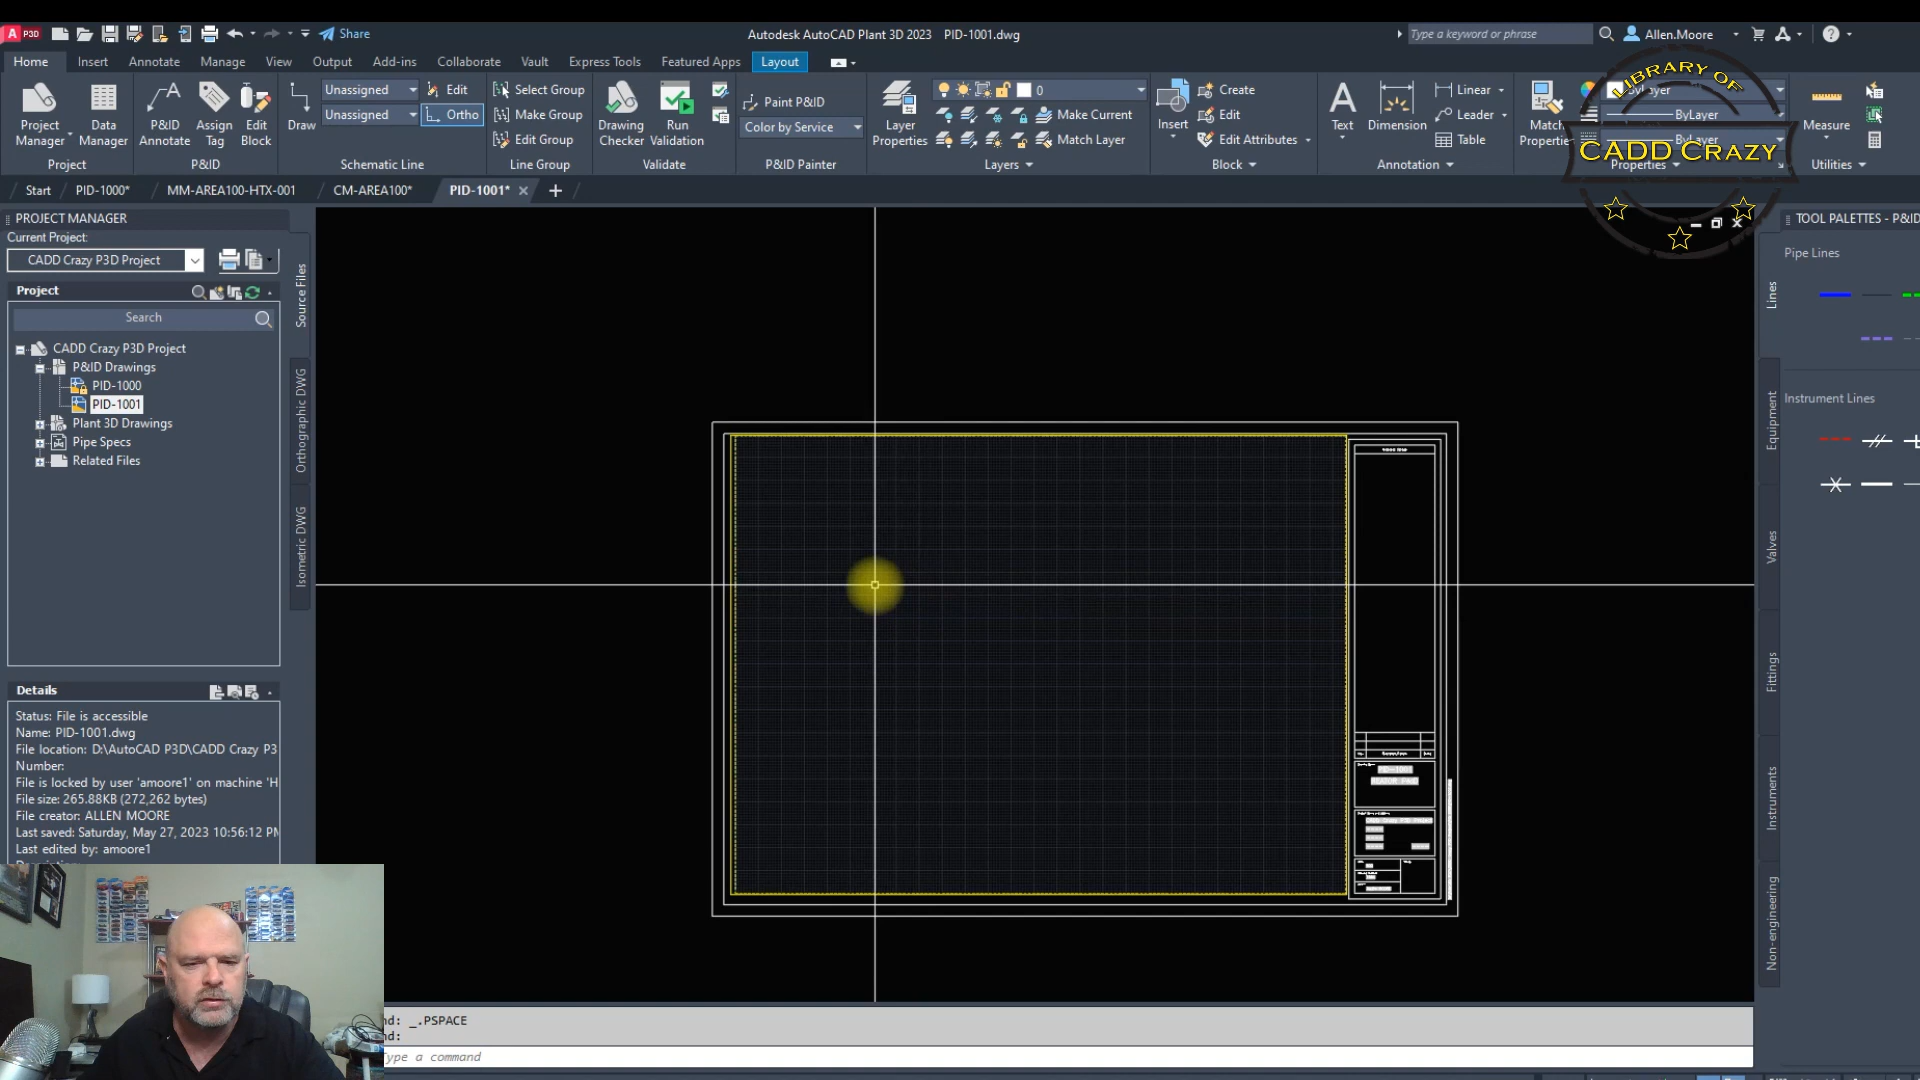 A P3D Share Autodesk AutoCAD Plant 3D 2023 PID-1001.dwg Type a keyword or phrase Allen.Moore
Home Insert Annotate Manage View Output Add-ins Collaborate Vault Express Tools Featured Apps Layout
Unassigned Edit Select Group Paint P&ID 0 Create Linear
Unassigned Ortho Make Group Color by Service Make Current Edit Leader ByLayer
Edit Group Match Layer Edit Attributes Table
Project Manager Data Manager P&ID Annotate Assign Tag Edit Block Draw Drawing Checker Run Validation Layer Properties Insert Text Dimension Match Measure
Project P&ID Schematic Line Line Group Validate P&ID Painter Layers Block Annotation Properties Utilities
LIBRARY OF
CADD CRAZY
Start PID-1000* MM-AREA100-HTX-001 CM-AREA100* PID-1001*
PROJECT MANAGER
Current Project:
CADD Crazy P3D Project
Project
Search
CADD Crazy P3D Project
P&ID Drawings
PID-1000
PID-1001
Plant 3D Drawings
Pipe Specs
Related Files
Source Files
Orthographic DWG
Isometric DWG
Details
Status: File is accessible
Name: PID-1001.dwg
File location: D:\AutoCAD P3D\CADD Crazy P3
Number:
File is locked by user 'amoore1' on machine 'H
File size: 265.88KB (272,262 bytes)
File creator: ALLEN MOORE
Last saved: Saturday, May 27, 2023 10:56:12 PM
Last edited by: amoore1
PID-1001
nd: _.PSPACE
nd:
Type a command
TOOL PALETTES - P&ID
Pipe Lines
Instrument Lines
Lines
Equipment
Valves
Fittings
Instruments
Non-engineering